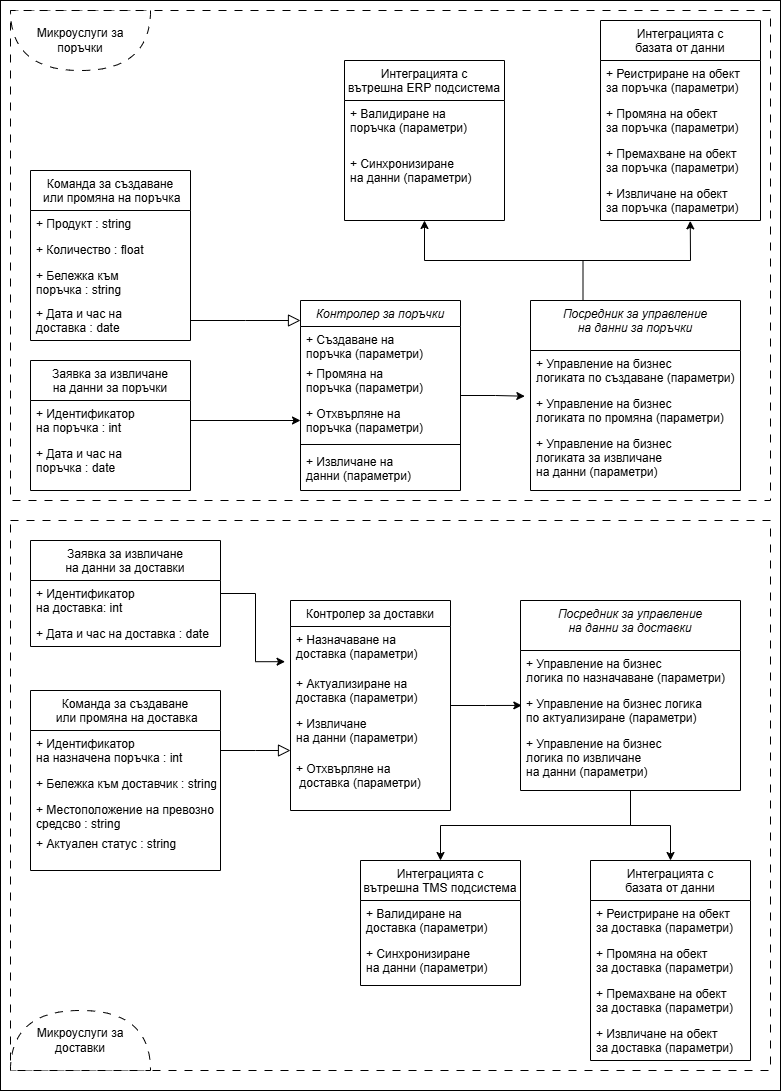 Микроуслуги за
поръчки
Интеграцията с
вътрешна ERP подсистема
+ Валидиране на
поръчка (параметри)
+ Синхронизиране
на данни (параметри)
Интеграцията с
базата от данни
+ Реистриране на обект
за поръчка (параметри)
+ Промяна на обект
за поръчка (параметри)
+ Премахване на обект
за поръчка (параметри)
+ Извличане на обект
за поръчка (параметри)
Команда за създаване
или промяна на поръчка
+ Продукт : string
+ Количество : float
+ Бележка към
поръчка : string
+ Дата и час на
доставка : date
Заявка за извличане
на данни за поръчки
+ Идентификатор
на поръчка : int
+ Дата и час на
поръчка : date
Контролер за поръчки
+ Създаване на
поръчка (параметри)
+ Промяна на
поръчка (параметри)
+ Отхвърляне на
поръчка (параметри)
+ Извличане на
данни (параметри)
Посредник за управление
на данни за поръчки
+ Управление на бизнес
логиката по създаване (параметри)
+ Управление на бизнес
логиката по промяна (параметри)
+ Управление на бизнес
логиката за извличане
на данни (параметри)
Заявка за извличане
на данни за доставки
+ Идентификатор
на доставка: int
+ Дата и час на доставка : date
Команда за създаване
или промяна на доставка
+ Идентификатор
на назначена поръчка : int
+ Бележка към доставчик : string
+ Местоположение на превозно
средсво : string
+ Актуален статус : string
Контролер за доставки
+ Назначаване на
доставка (параметри)
+ Актуализиране на
доставка (параметри)
+ Извличане
на данни (параметри)
+ Отхвърляне на
доставка (параметри)
Посредник за управление
на данни за доставки
+ Управление на бизнес
логика по назначаване (параметри)
+ Управление на бизнес логика
по актуализиране (параметри)
+ Управление на бизнес
логика по извличане
на данни (параметри)
Интеграцията с
вътрешна TMS подсистема
+ Валидиране на
доставка (параметри)
+ Синхронизиране
на данни (параметри)
Интеграцията с
базата от данни
+ Реистриране на обект
за доставка (параметри)
+ Промяна на обект
за доставка (параметри)
+ Премахване на обект
за доставка (параметри)
+ Извличане на обект
за доставка (параметри)
Микроуслуги за
доставки